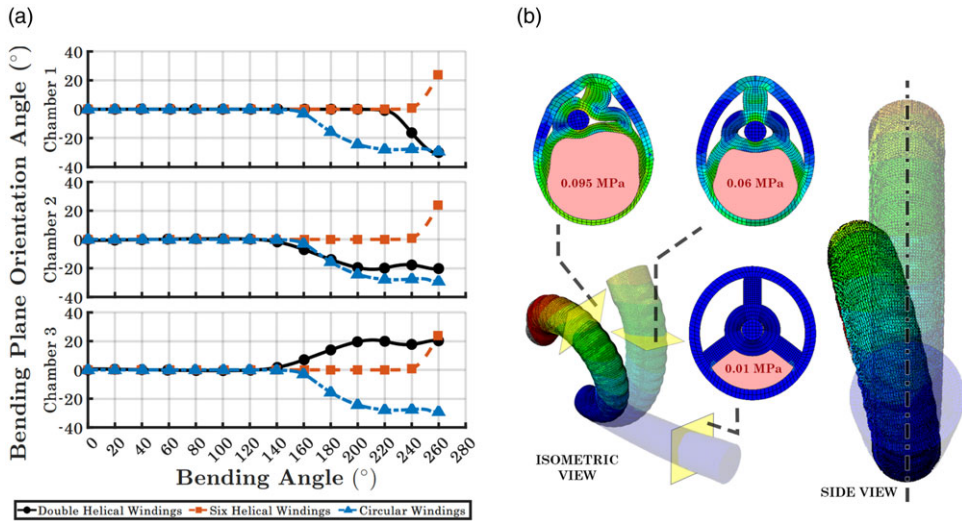 (a)
Bending Plane Orientation Angle (°)
Chamber 1
40
20
0
-20
-40
Chamber 2
40
20
0
-20
-40
Chamber 3
40
20
0
-20
-40
0 20 40 60 80 100 120 140 160 180 200 220 240 260 280
Bending Angle (°)
Double Helical Windings Six Helical Windings Circular Windings
(b)
0.095 MPa
0.06 MPa
0.01 MPa
ISOMETRIC
VIEW
SIDE VIEW